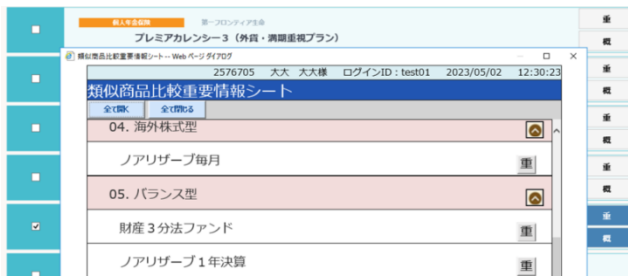 個人年金保険 第一フロンティア生命
プレミアカレンシー３（外貨・満期重視プラン）
重
概
類似商品比較重要情報シート -- Web ページ ダイアログ
2576705 大大 大大様 ログインID：test01 2023/05/02 12:30:23
類似商品比較重要情報シート
全て開く 全て閉じる
04. 海外株式型
ノアリザーブ毎月 重
05. バランス型
財産３分法ファンド 重
ノアリザーブ１年決算 重
重
概
重
概
重
概
重
概
重